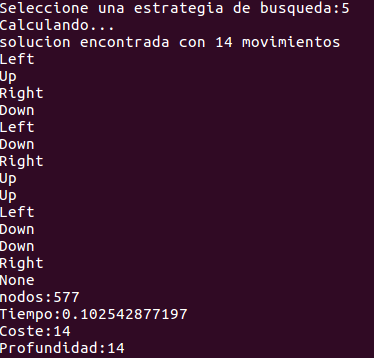 Seleccione una estrategia de busqueda:5
Calculando...
solucion encontrada con 14 movimientos
Left
Up
Right
Down
Left
Down
Right
Up
Up
Left
Down
Down
Right
None
nodos:577
Tiempo:0.102542877197
Coste:14
Profundidad:14